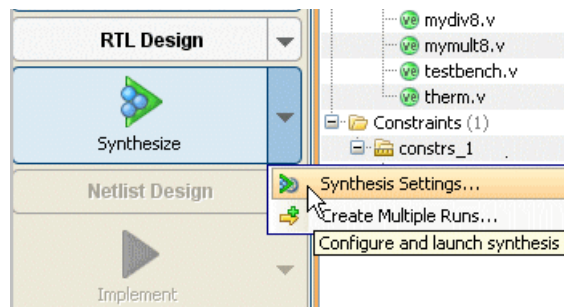 RTL Design
Synthesize
Netlist Design
Implement
mydiv8.v
mymult8.v
testbench.v
therm.v
Constraints (1)
constrs_1
Synthesis Settings...
Create Multiple Runs...
Configure and launch synthesis